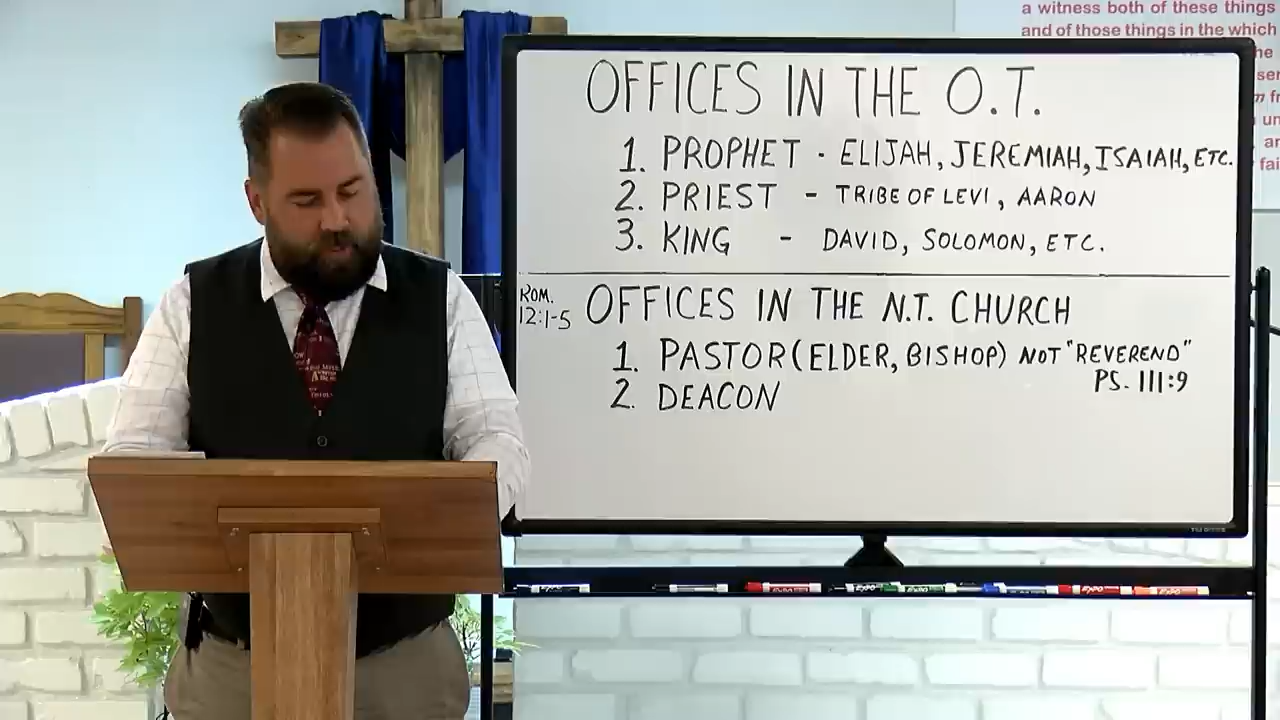 a witness both of these things
and of those things in the which
OFFICES IN THE O.T.
1. PROPHET - ELIJAH, JEREMIAH, ISAIAH, ETC.
2. PRIEST - TRIBE OF LEVI, AARON
3. KING - DAVID, SOLOMON, ETC.
ROM.
12:1-5
OFFICES IN THE N.T. CHURCH
1. PASTOR (ELDER, BISHOP) NOT "REVEREND"
PS. 111:9
2. DEACON
EXPO